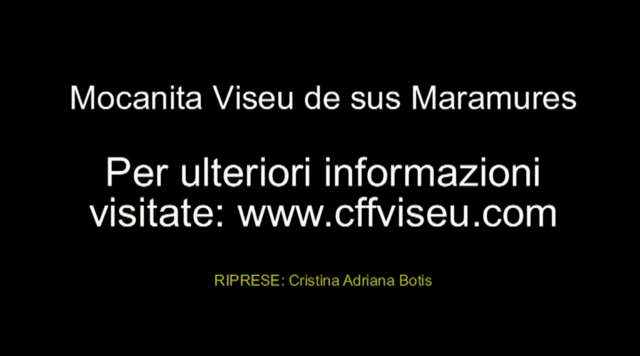 Mocanita Viseu de sus Maramures
Per ulteriori informazioni
visitate: www.cffviseu.com
RIPRESE: Cristina Adriana Botis